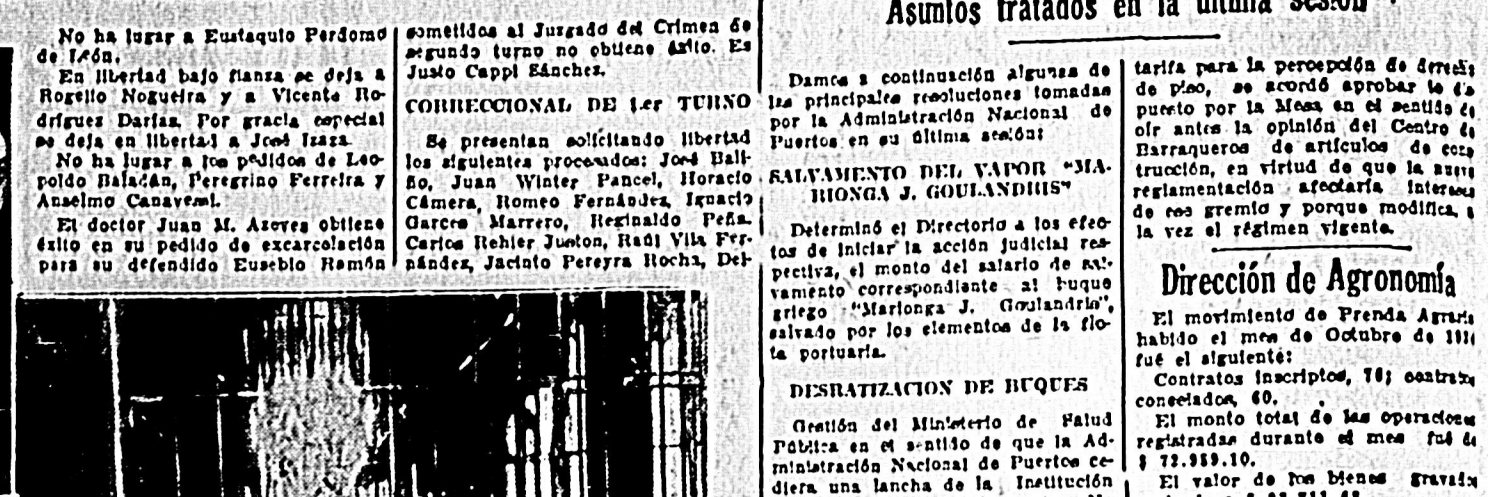 No ha lugar a Eustaquio Perdomo
de León.
En libertad bajo fianza se deja a
Rogelio Nogueira y a Vicente Ro-
dríguez Darías. Por gracia especial
se deja en libertad a José Izaza.
No ha lugar a los pedidos de Leo-
poldo Baladán, Peregrino Ferreira y
Anselmo Canavessi.
El doctor Juan M. Azeves obtiene
éxito en su pedido de excarcelación
para su defendido Eusebio Ramón
sometidos al Juzgado del Crimen de
segundo turno no obtiene éxito. Es
Justo Cappi Sánchez.
CORRECCIONAL DE 1.er TURNO
Se presentan solicitando libertad
los siguientes procesados: José Bali-
ño, Juan Winter Pancel, Horacio
Cámera, Romeo Fernández, Ignacio
Garces Marrero, Reginaldo Peña.
Carlos Rehler Juston, Raúl Vila Fer-
nández, Jacinto Pereyra Rocha, Del-
Asuntos tratados en la última sesión
Damos a continuación algunas de
las principales resoluciones tomadas
por la Administración Nacional de
Puertos en su última sesión:
SALVAMENTO DEL VAPOR "MA-
RIONGA J. GOULANDRIS"
Determinó el Directorio a los efec-
tos de iniciar la acción judicial res-
pectiva, el monto del salario de sal-
vamento correspondiente al buque
griego "Marionga J. Goulandris",
salvado por los elementos de la flo-
ta portuaria.
DESRATIZACION DE BUQUES
Gestión del Ministerio de Salud
Pública en el sentido de que la Ad-
ministración Nacional de Puertos ce-
diera una lancha de la Institución
tarifa para la percepción de derechos
de piso, se acordó aprobar lo dis
puesto por la Mesa en el sentido de
oír antes la opinión del Centro de
Barraqueros de artículos de cons
trucción, en virtud de que la nueva
reglamentación afectaría intereses
de ese gremio y porque modifica, a
la vez el régimen vigente.
Dirección de Agronomía
El movimiento de Prenda Agraria
habido el mes de Octubre de
fué el siguiente:
Contratos inscriptos, 76; contratos
cancelados, 60.
El monto total de las operaciones
registradas durante el mes fué de
$ 72.959.10.
El valor de los bienes gravados